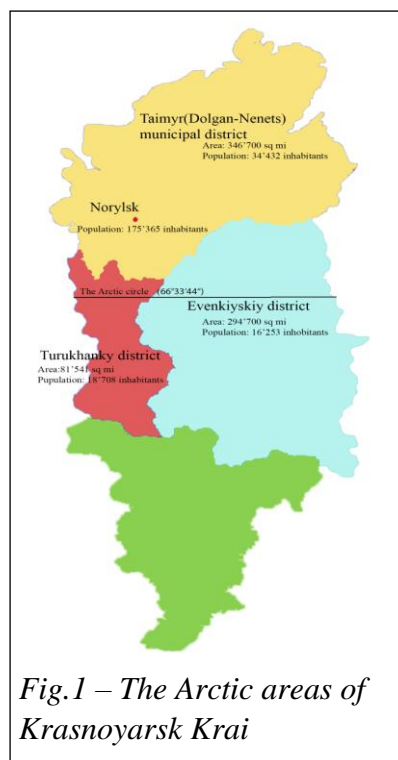 Taimyr(Dolgan-Nenets)
municipal district
Area: 346'700 sq mi
Population: 34'432 inhabitants
Norylsk
Population: 175'365 inhabitants
The Arctic circle (66°33'44")
Evenkiyskiy district
Area: 294'700 sq mi
Population: 16'253 inhobitants
Turukhanky district
Area:81'541 sq mi
Pupulation: 18'708 inhabitants
Fig.1 – The Arctic areas of
Krasnoyarsk Krai